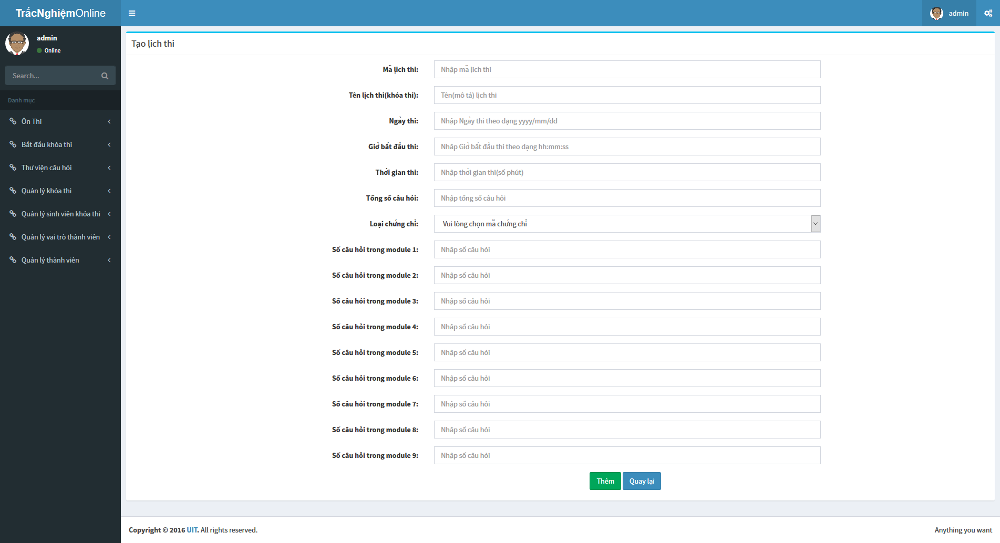 TrắcNghiệmOnline
admin
admin
Online
Search...
Danh mục
Ôn Thi
Bắt đầu khóa thi
Thư viện câu hỏi
Quản lý khóa thi
Quản lý sinh viên khóa thi
Quản lý vai trò thành viên
Quản lý thành viên
Tạo lịch thi
Mã lịch thi: Nhập mã lịch thi
Tên lịch thi(khóa thi): Tên(mô tả) lịch thi
Ngày thi: Nhập Ngày thi theo dạng yyyy/mm/dd
Giờ bắt đầu thi: Nhập Giờ bắt đầu thi theo dạng hh:mm:ss
Thời gian thi: Nhập thời gian thi(số phút)
Tổng số câu hỏi: Nhập tổng số câu hỏi
Loại chứng chỉ: Vui lòng chọn mã chứng chỉ
Số câu hỏi trong module 1: Nhập số câu hỏi
Số câu hỏi trong module 2: Nhập số câu hỏi
Số câu hỏi trong module 3: Nhập số câu hỏi
Số câu hỏi trong module 4: Nhập số câu hỏi
Số câu hỏi trong module 5: Nhập số câu hỏi
Số câu hỏi trong module 6: Nhập số câu hỏi
Số câu hỏi trong module 7: Nhập số câu hỏi
Số câu hỏi trong module 8: Nhập số câu hỏi
Số câu hỏi trong module 9: Nhập số câu hỏi
Thêm Quay lại
Copyright © 2016 UIT. All rights reserved. Anything you want